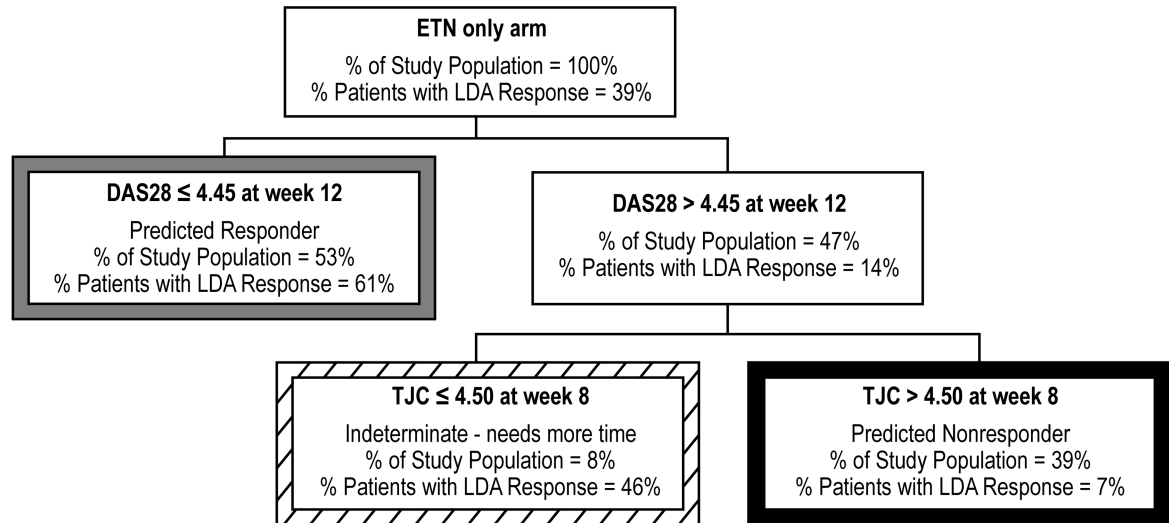 ETN only arm
% of Study Population = 100%
% Patients with LDA Response = 39%
DAS28 ≤ 4.45 at week 12
Predicted Responder
% of Study Population = 53%
% Patients with LDA Response = 61%
DAS28 > 4.45 at week 12
% of Study Population = 47%
% Patients with LDA Response = 14%
TJC ≤ 4.50 at week 8
Indeterminate - needs more time
% of Study Population = 8%
% Patients with LDA Response = 46%
TJC > 4.50 at week 8
Predicted Nonresponder
% of Study Population = 39%
% Patients with LDA Response = 7%